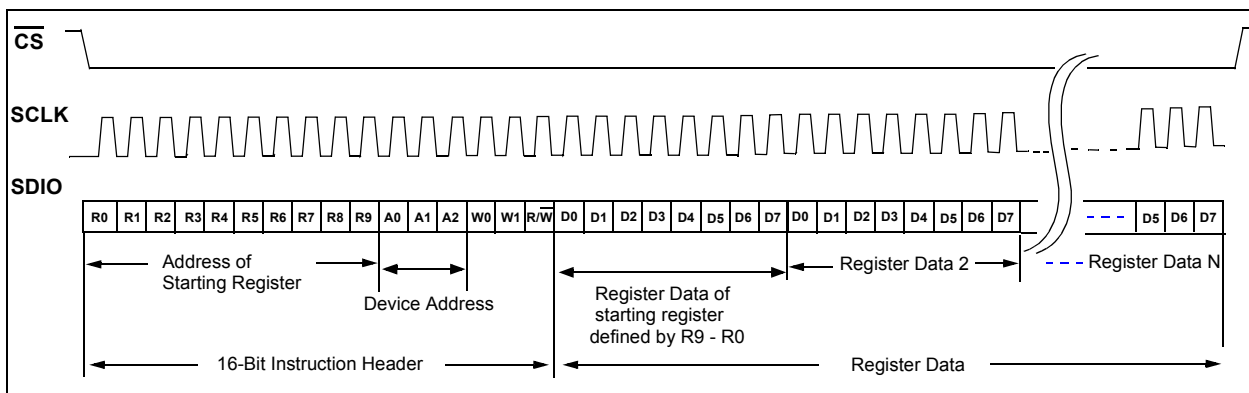 CS
SCLK
SDIO
R0 R1 R2 R3 R4 R5 R6 R7 R8 R9 A0 A1 A2 W0 W1 R/W D0 D1 D2 D3 D4 D5 D6 D7 D0 D1 D2 D3 D4 D5 D6 D7 D5 D6 D7
Address of
Starting Register
Device Address
Register Data of
starting register
defined by R9 - R0
Register Data 2
Register Data N
16-Bit Instruction Header
Register Data